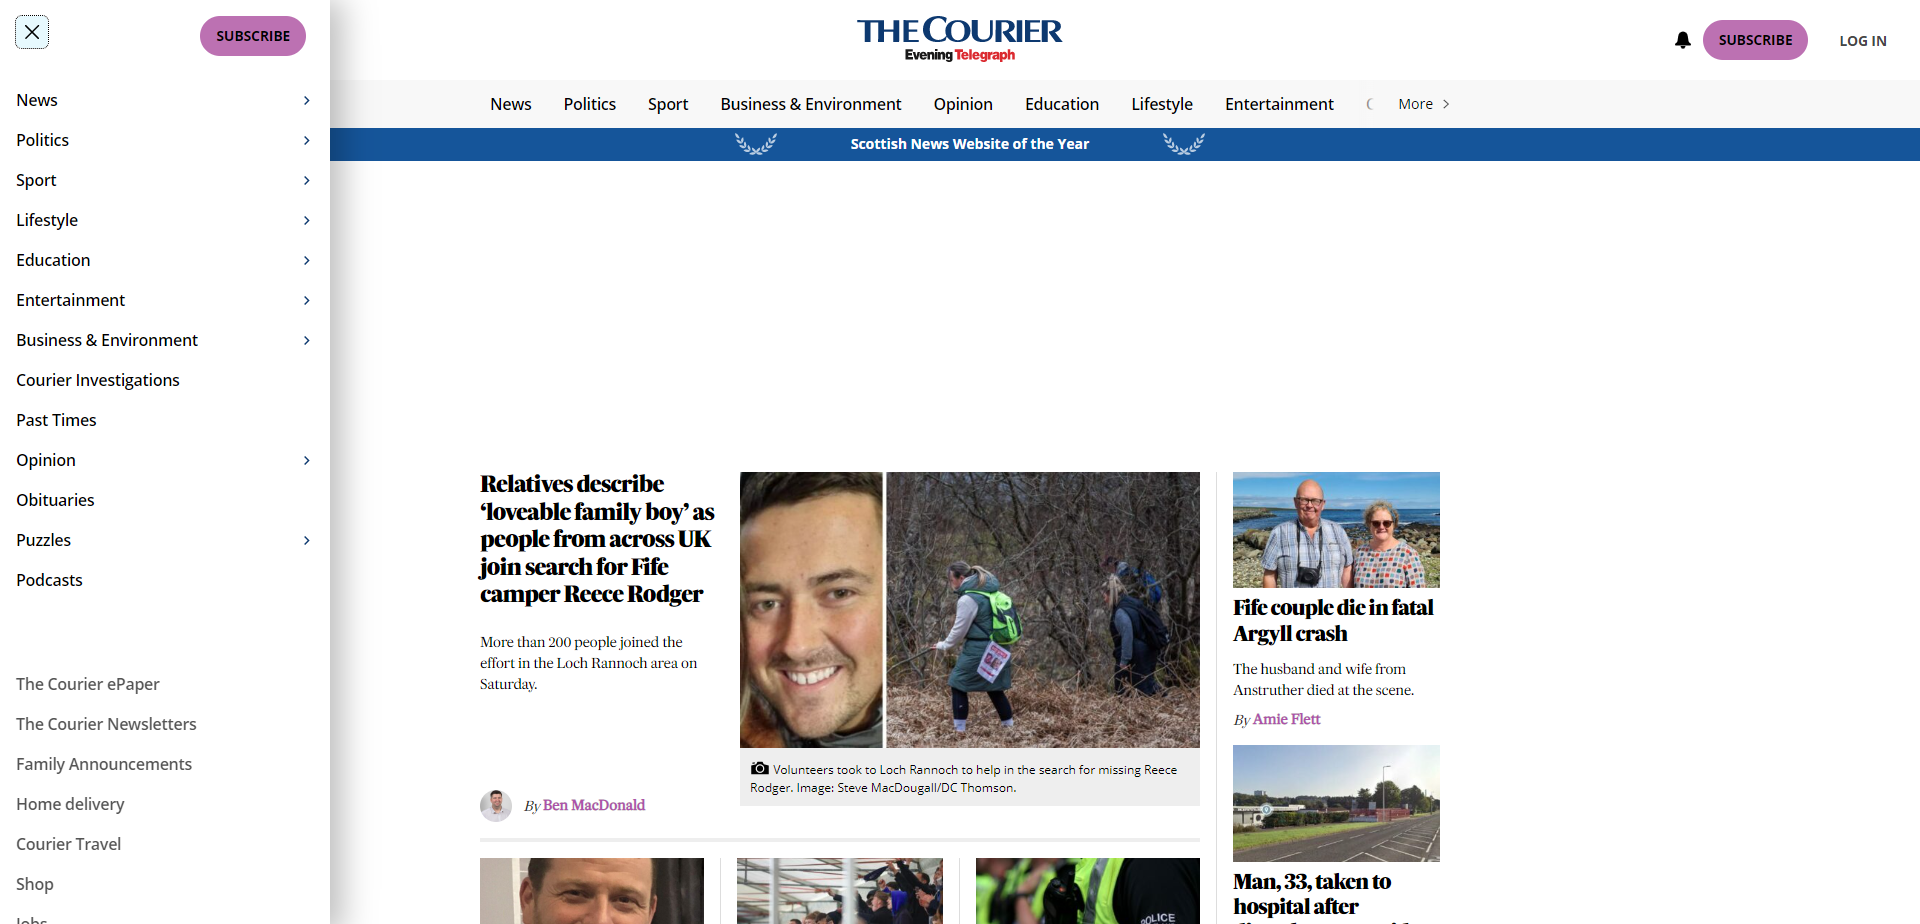 SUBSCRIBE
News
Politics
Sport
Lifestyle
Education
Entertainment
Business & Environment
Courier Investigations
Past Times
Opinion
Obituaries
Puzzles
Podcasts
The Courier ePaper
The Courier Newsletters
Family Announcements
Home delivery
Courier Travel
Shop
THE COURIER
Evening Telegraph
SUBSCRIBE
LOG IN
News
Politics
Sport
Business & Environment
Opinion
Education
Lifestyle
Entertainment
More
Scottish News Website of the Year
Relatives describe
‘loveable family boy’ as
people from across UK
join search for Fife
camper Reece Rodger
More than 200 people joined the
effort in the Loch Rannoch area on
Saturday.
By Ben MacDonald
Volunteers took to Loch Rannoch to help in the search for missing Reece
Rodger. Image: Steve MacDougall/DC Thomson.
Fife couple die in fatal
Argyll crash
The husband and wife from
Anstruther died at the scene.
By Amie Flett
Man, 33, taken to
hospital after
POLICE